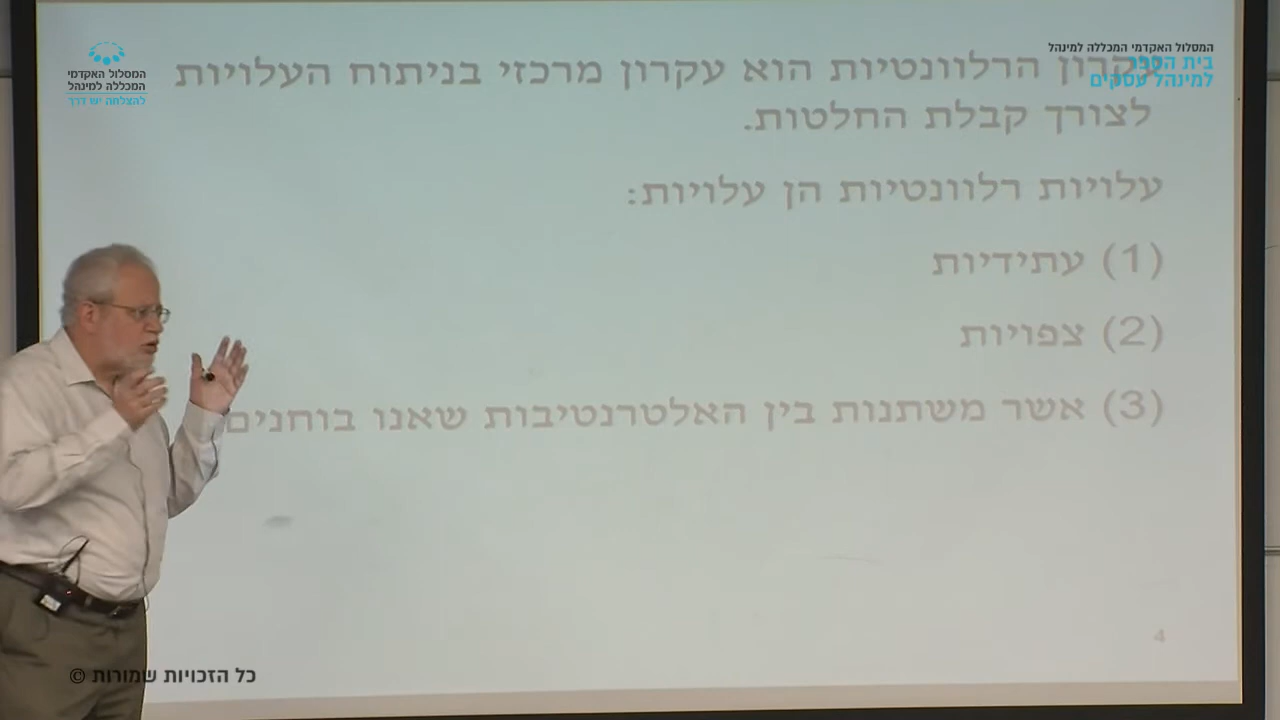 המסלול האקדמי המכללה למינהל
בית הספר
למינהל עסקים
המסלול האקדמי
המכללה למינהל
להצלחה יש דרך
עקרון הרלוונטיות הוא עקרון מרכזי בניתוח העלויות
לצורך קבלת החלטות.
עלויות רלוונטיות הן עלויות:
(1) עתידיות
(2) צפויות
(3) אשר משתנות בין האלטרנטיבות שאנו בוחנים
4
כל הזכויות שמורות ©